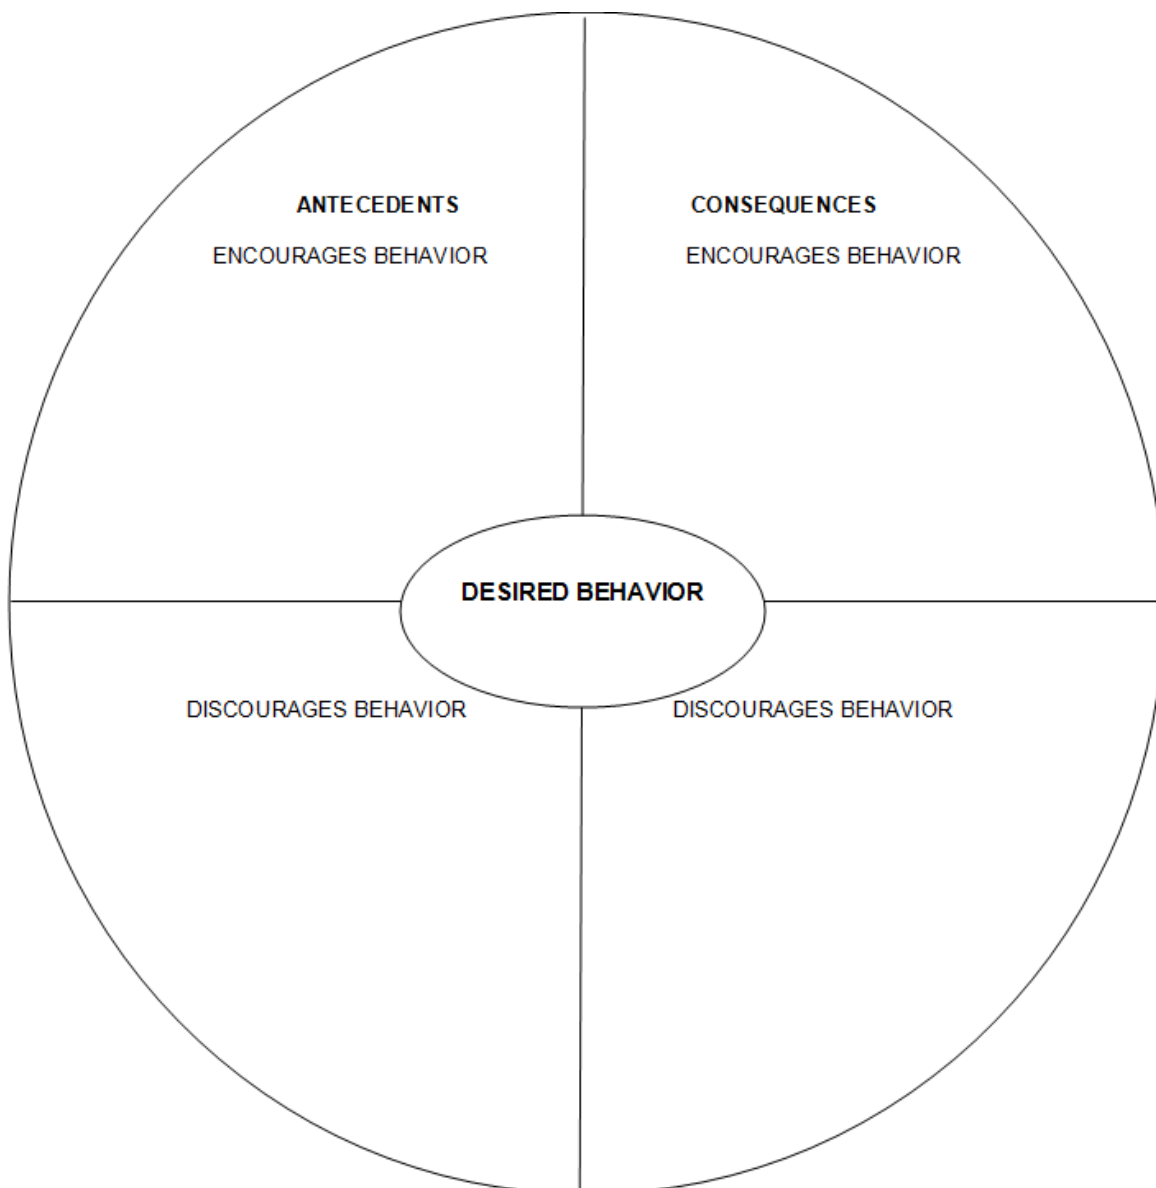 ANTECEDENTS
ENCOURAGES BEHAVIOR
CONSEQUENCES
ENCOURAGES BEHAVIOR
DESIRED BEHAVIOR
DISCOURAGES BEHAVIOR
DISCOURAGES BEHAVIOR